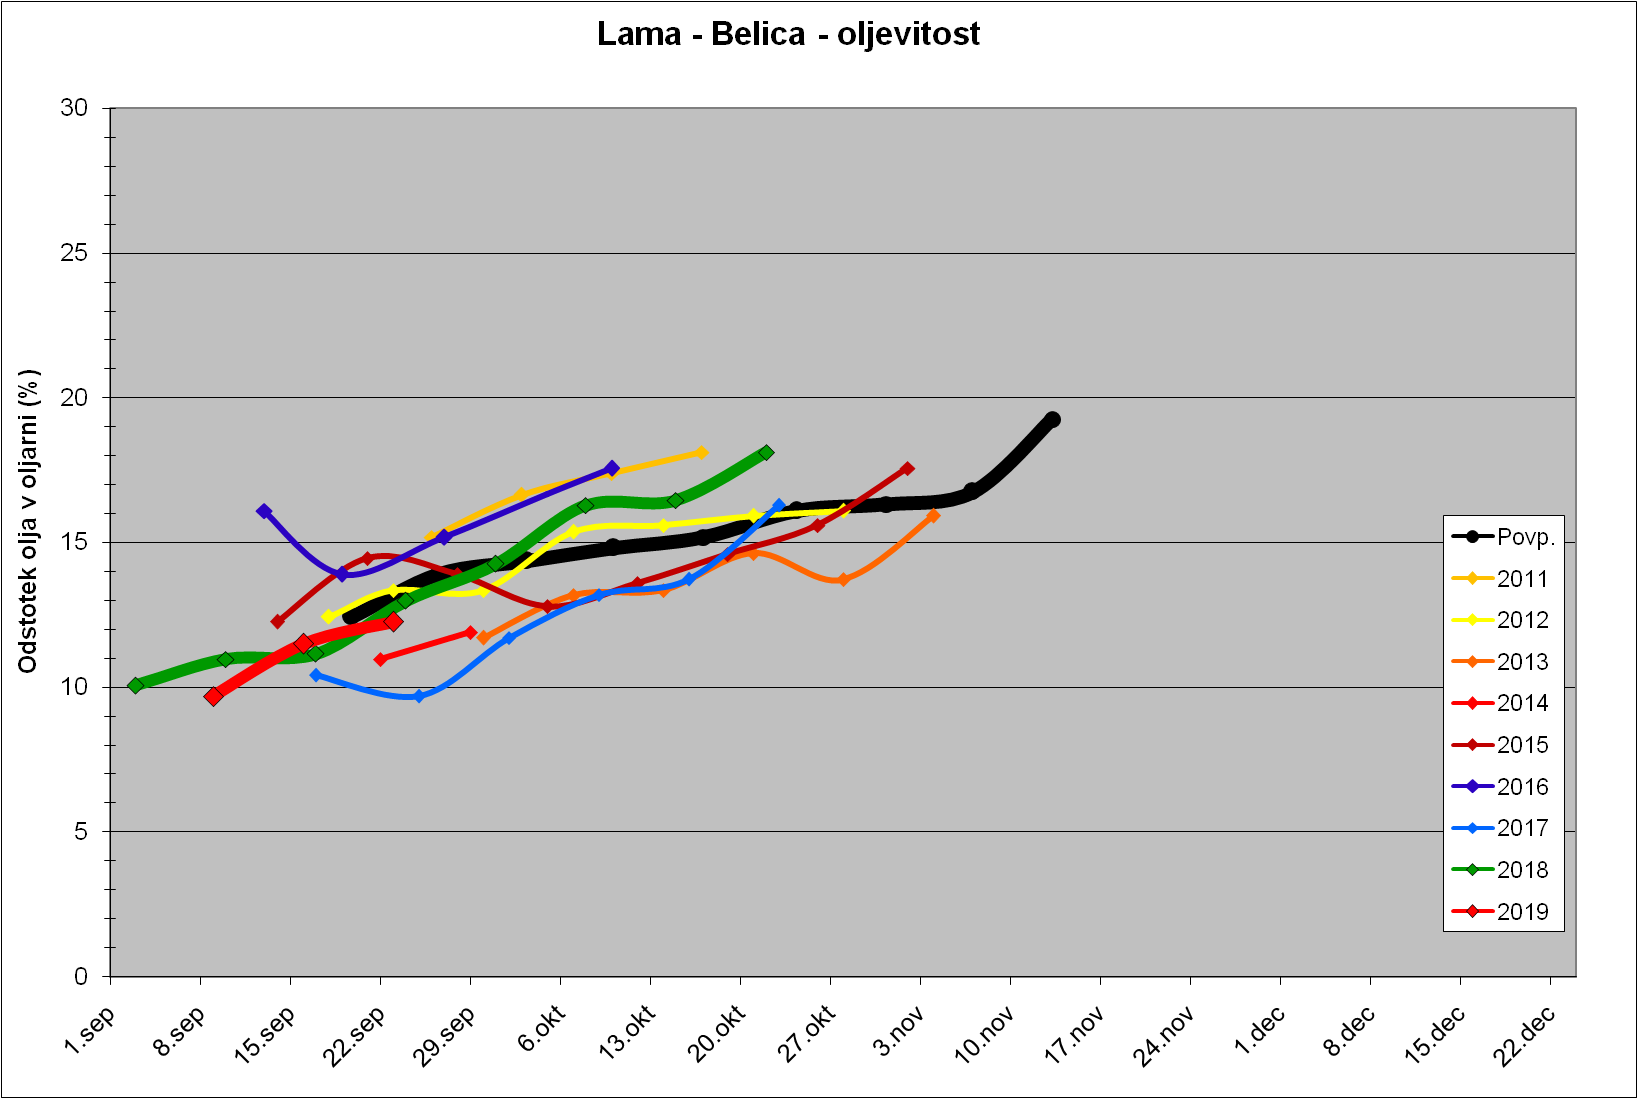 Lama - Belica - oljevitost
Odstotek olja v oljarni (%)
30
25
20
15
10
5
0
1.sep
8.sep
15.sep
22.sep
29.sep
6.okt
13.okt
20.okt
27.okt
3.nov
10.nov
17.nov
24.nov
1.dec
8.dec
15.dec
22.dec
Povp.
2011
2012
2013
2014
2015
2016
2017
2018
2019